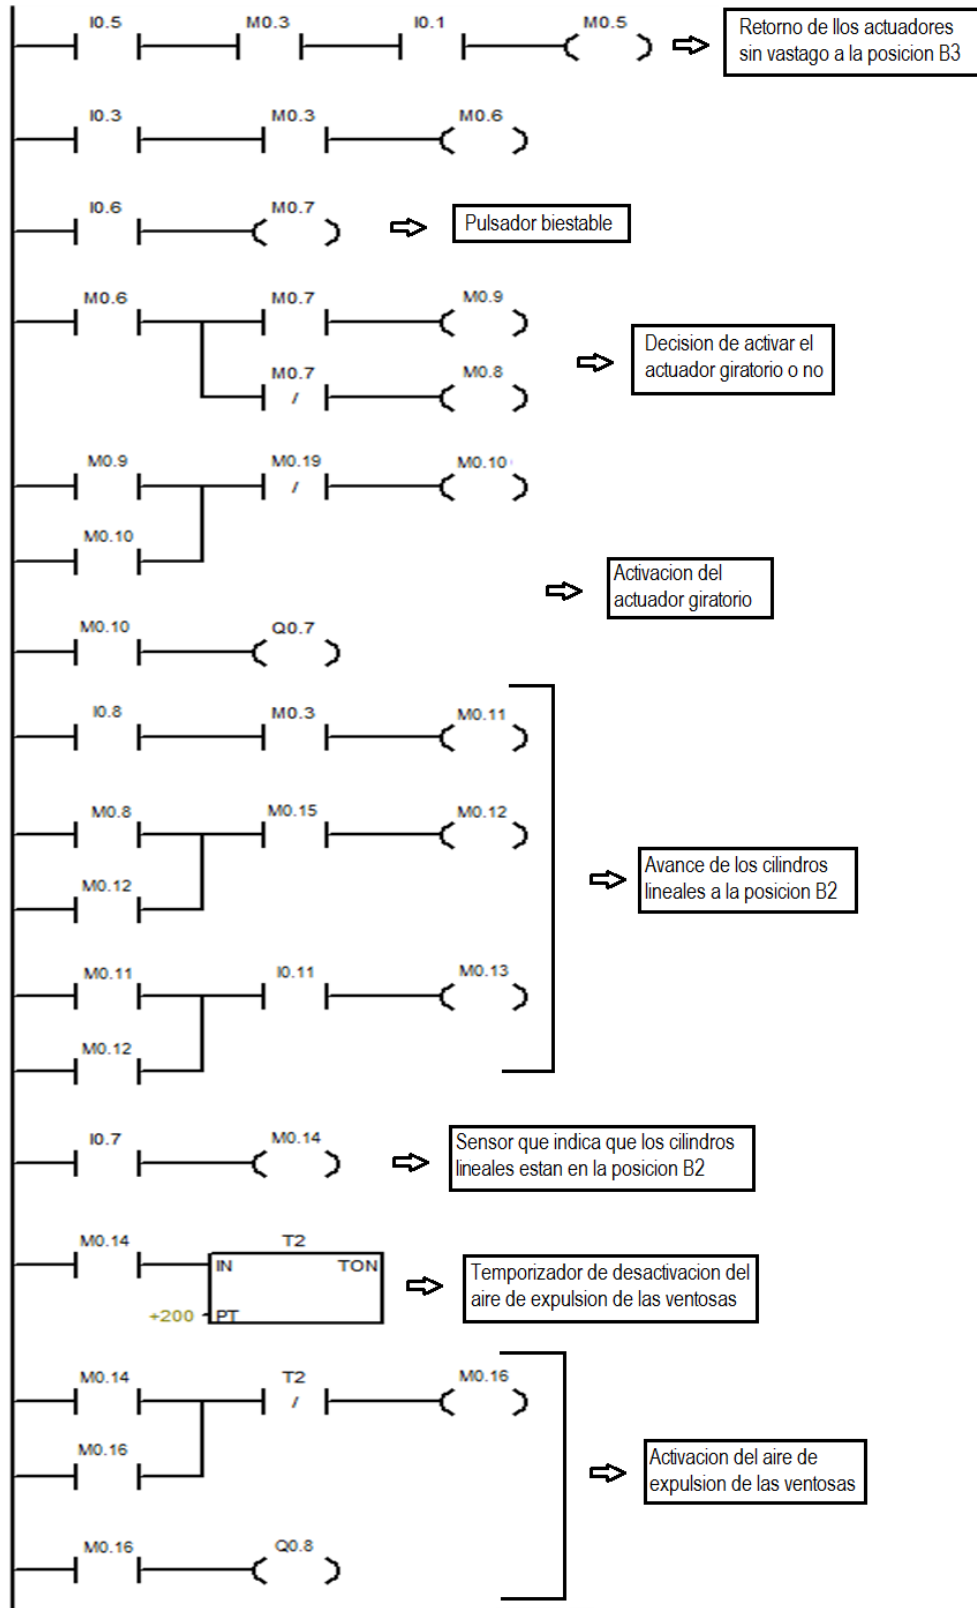 I0.5 M0.3 I0.1 M0.5
Retorno de llos actuadores
sin vastago a la posicion B3
I0.3 M0.3 M0.6
I0.6 M0.7
Pulsador biestable
M0.6 M0.7 M0.9
M0.7 M0.8
/
Decision de activar el
actuador giratorio o no
M0.9 M0.19 M0.10
/
M0.10
Activacion del
actuador giratorio
M0.10 Q0.7
I0.8 M0.3 M0.11
M0.8 M0.15 M0.12
M0.12
Avance de los cilindros
lineales a la posicion B2
M0.11 I0.11 M0.13
M0.12
I0.7 M0.14
Sensor que indica que los cilindros
lineales estan en la posicion B2
M0.14 T2
IN TON
+200 PT
Temporizador de desactivacion del
aire de expulsion de las ventosas
M0.14 T2 M0.16
/
M0.16
Activacion del aire de
expulsion de las ventosas
M0.16 Q0.8